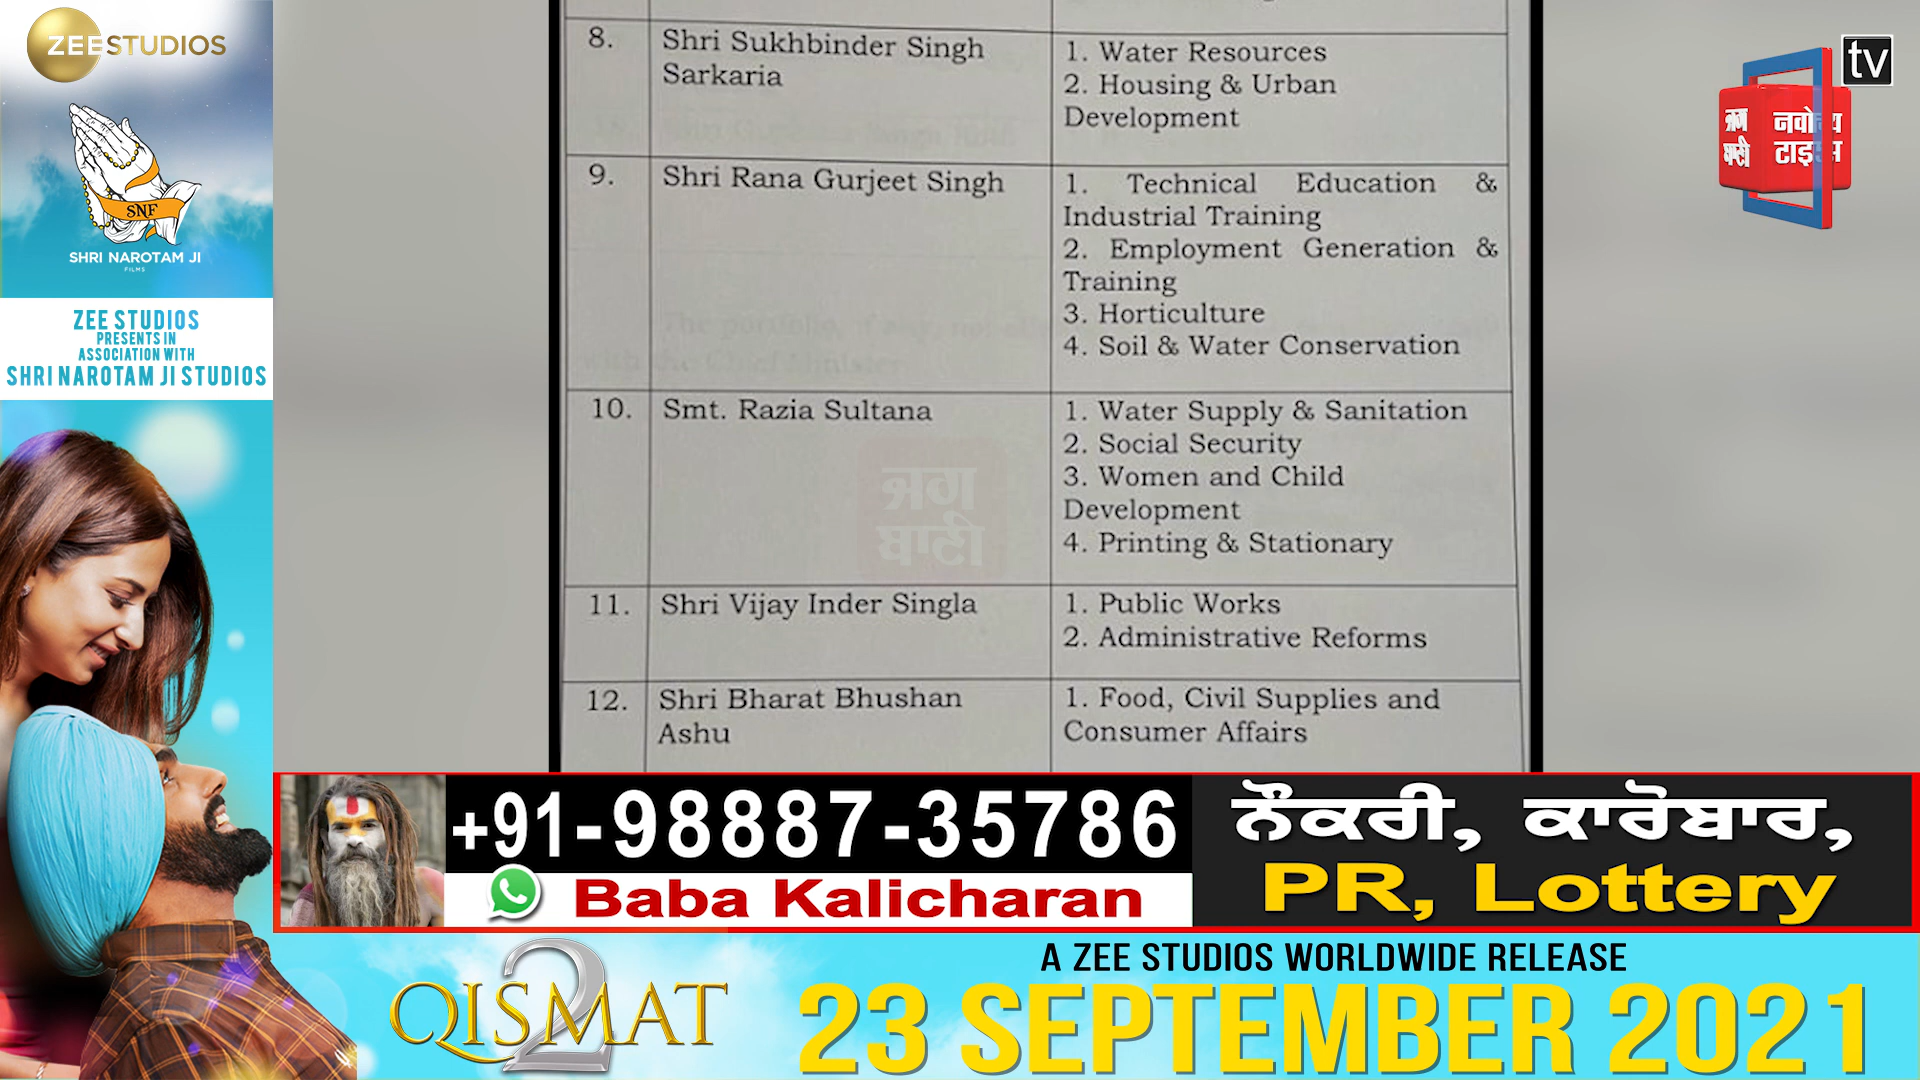 ZEE STUDIOS
SNF
SHRI NAROTAM JI
FILMS
ZEE STUDIOS
PRESENTS IN
ASSOCIATION WITH
SHRI NAROTAM JI STUDIOS
8. Shri Sukhbinder Singh Sarkaria
1. Water Resources
2. Housing & Urban
Development
9. Shri Rana Gurjeet Singh
1. Technical Education &
Industrial Training
2. Employment Generation &
Training
3. Horticulture
4. Soil & Water Conservation
10. Smt. Razia Sultana
1. Water Supply & Sanitation
2. Social Security
3. Women and Child
Development
4. Printing & Stationary
11. Shri Vijay Inder Singla
1. Public Works
2. Administrative Reforms
12. Shri Bharat Bhushan
Ashu
1. Food, Civil Supplies and
Consumer Affairs
ਜਗ
ਬਾਣੀ
tv
ਜਗ
ਬਾਣੀ
+91-98887-35786
Baba Kalicharan
ਨੌਕਰੀ, ਕਾਰੋਬਾਰ,
PR, Lottery
QISMAT 2
A ZEE STUDIOS WORLDWIDE RELEASE
23 SEPTEMBER 2021